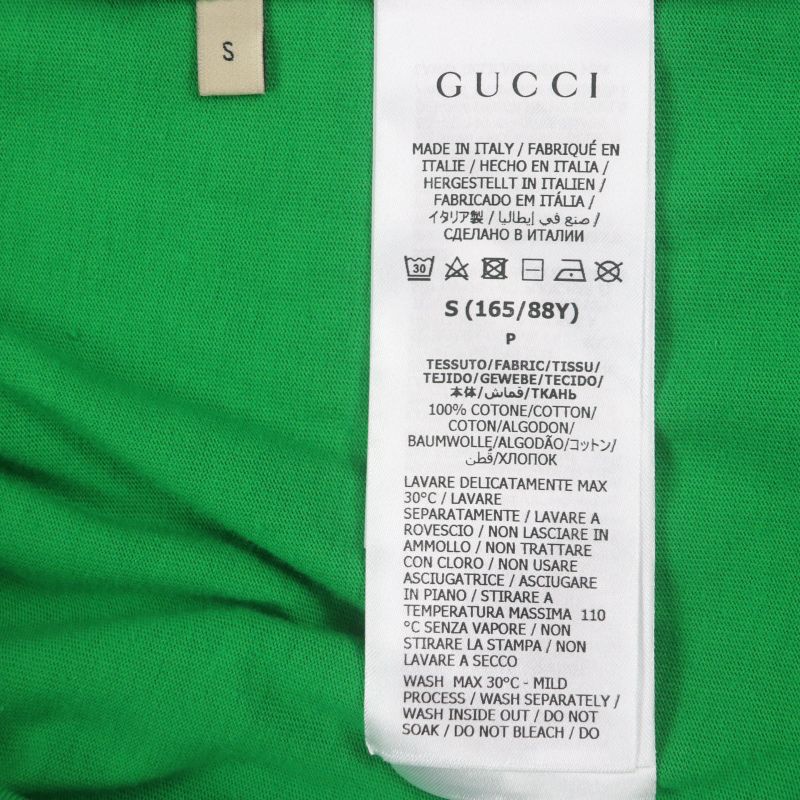 S
GUCCI
MADE IN ITALY / FABRIQUÉ EN
ITALIE / HECHO EN ITALIA /
HERGESTELLT IN ITALIEN /
FABRICADO EM ITÁLIA /
イタリア製 / صنع في إيطاليا /
СДЕЛАНО В ИТАЛИИ
30
S (165/88Y)
P
TESSUTO/FABRIC/TISSU/
TEJIDO/GEWEBE/TECIDO/
本体/قماش/ТКАНЬ
100% COTONE/COTTON/
COTON/ALGODON/
BAUMWOLLE/ALGODÃO/コットン/
قطن/ХЛОПОК
LAVARE DELICATAMENTE MAX
30°C / LAVARE
SEPARATAMENTE / LAVARE A
ROVESCIO / NON LASCIARE IN
AMMOLLO / NON TRATTARE
CON CLORO / NON USARE
ASCIUGATRICE / ASCIUGARE
IN PIANO / STIRARE A
TEMPERATURA MASSIMA 110
°C SENZA VAPORE / NON
STIRARE LA STAMPA / NON
LAVARE A SECCO
WASH MAX 30°C - MILD
PROCESS / WASH SEPARATELY /
WASH INSIDE OUT / DO NOT
SOAK / DO NOT BLEACH / DO